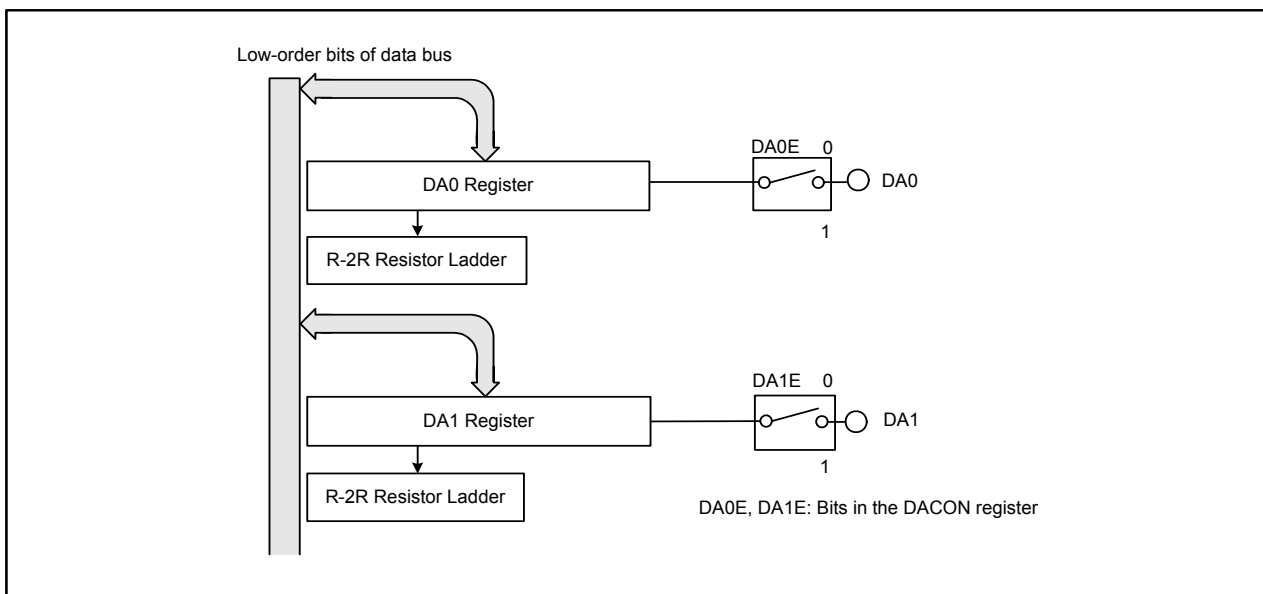 Low-order bits of data bus
DA0E 0
DA0 Register
DA0
1
R-2R Resistor Ladder
DA1E 0
DA1 Register
DA1
1
R-2R Resistor Ladder
DA0E, DA1E: Bits in the DACON register